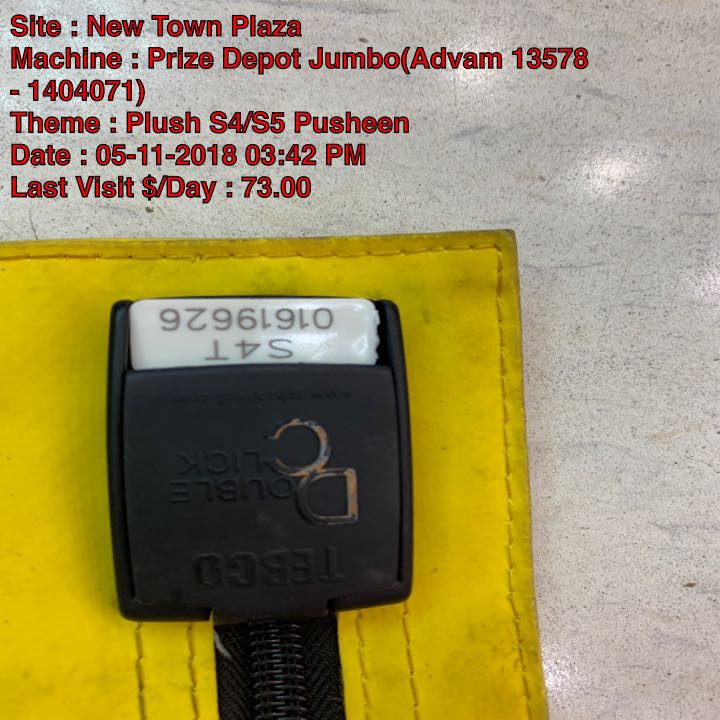 Site : New Town Plaza
Machine : Prize Depot Jumbo(Advam 13578
- 1404071)
Theme : Plush S4/S5 Pusheen
Date : 05-11-2018 03:42 PM
Last Visit $/Day : 73.00
S4T
01619626
TEBCO
DOUBLE
CLICK